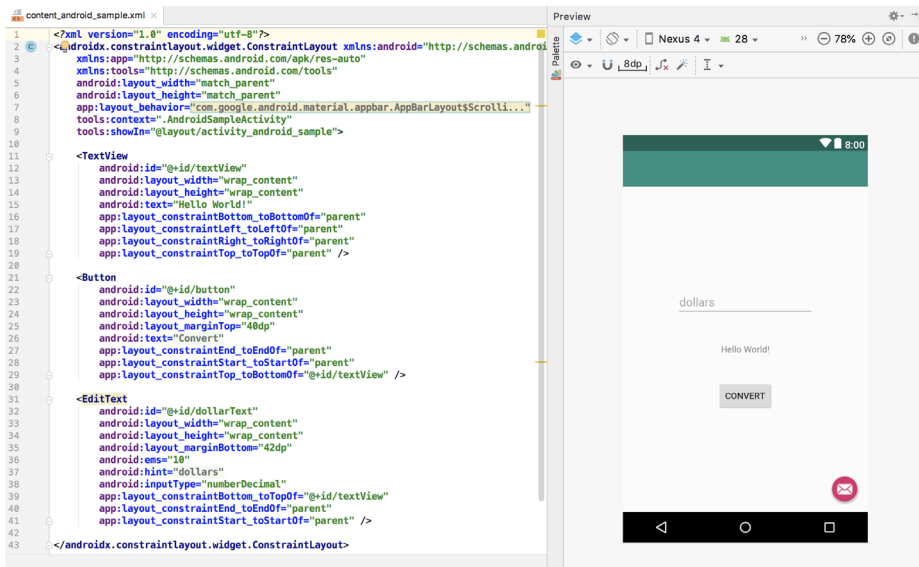 content_android_sample.xml
Preview
1 <?xml version="1.0" encoding="utf-8"?>
2 <androidx.constraintlayout.widget.ConstraintLayout xmlns:android="http://schemas.androi
3 xmlns:app="http://schemas.android.com/apk/res-auto"
4 xmlns:tools="http://schemas.android.com/tools"
5 android:layout_width="match_parent"
6 android:layout_height="match_parent"
7 app:layout_behavior="com.google.android.material.appbar.AppBarLayout$Scrolli..."
8 tools:context=".AndroidSampleActivity"
9 tools:showIn="@layout/activity_android_sample">
10
11 <TextView
12 android:id="@+id/textView"
13 android:layout_width="wrap_content"
14 android:layout_height="wrap_content"
15 android:text="Hello World!"
16 app:layout_constraintBottom_toBottomOf="parent"
17 app:layout_constraintLeft_toLeftOf="parent"
18 app:layout_constraintRight_toRightOf="parent"
19 app:layout_constraintTop_toTopOf="parent" />
20
21 <Button
22 android:id="@+id/button"
23 android:layout_width="wrap_content"
24 android:layout_height="wrap_content"
25 android:layout_marginTop="40dp"
26 android:text="Convert"
27 app:layout_constraintEnd_toEndOf="parent"
28 app:layout_constraintStart_toStartOf="parent"
29 app:layout_constraintTop_toBottomOf="@+id/textView" />
30
31 <EditText
32 android:id="@+id/dollarText"
33 android:layout_width="wrap_content"
34 android:layout_height="wrap_content"
35 android:layout_marginBottom="42dp"
36 android:ems="10"
37 android:hint="dollars"
38 android:inputType="numberDecimal"
39 app:layout_constraintBottom_toTopOf="@+id/textView"
40 app:layout_constraintEnd_toEndOf="parent"
41 app:layout_constraintStart_toStartOf="parent" />
42
43 </androidx.constraintlayout.widget.ConstraintLayout>
Palette
Nexus 4 28 >> 78%
8dp
8:00
dollars
Hello World!
CONVERT